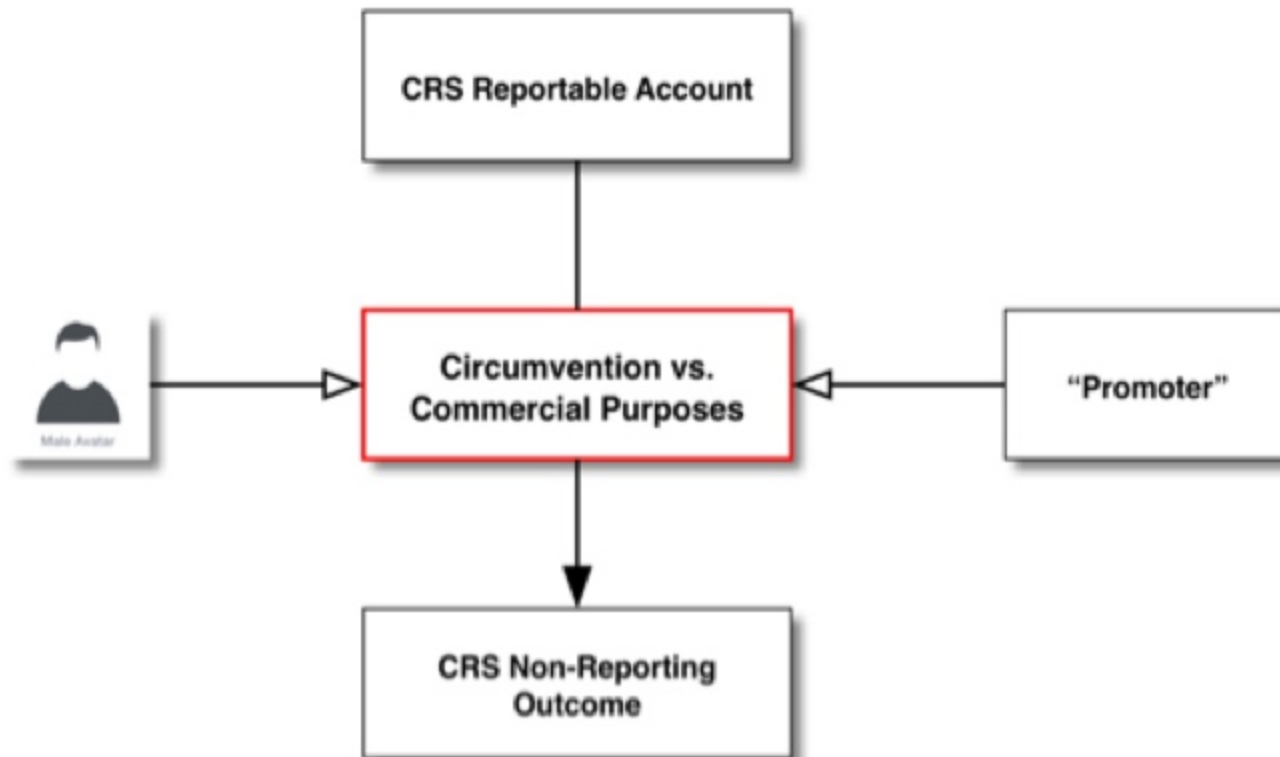 CRS Reportable Account
Circumvention vs.
Commercial Purposes
Male Avatar
“Promoter”
CRS Non-Reporting
Outcome